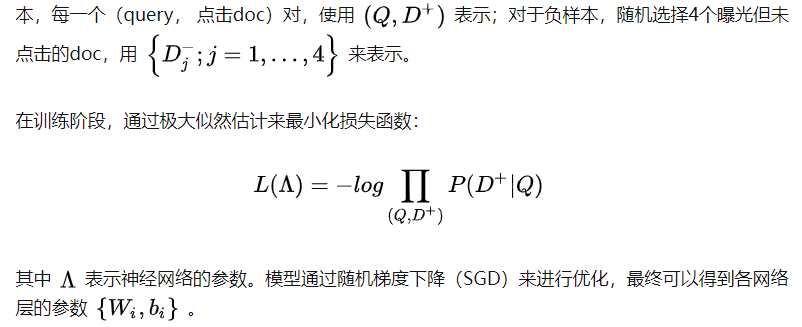 本，每一个（query， 点击doc）对，使用 (Q, D⁺) 表示；对于负样本，随机选择4个曝光但未
点击的doc，用 {D_j^-; j = 1, . . . , 4} 来表示。
在训练阶段，通过极大似然估计来最小化损失函数：
L(Λ) = −log ∏_{(Q,D⁺)} P(D⁺|Q)
其中 Λ 表示神经网络的参数。模型通过随机梯度下降（SGD）来进行优化，最终可以得到各网络
层的参数 {W_i, b_i} 。